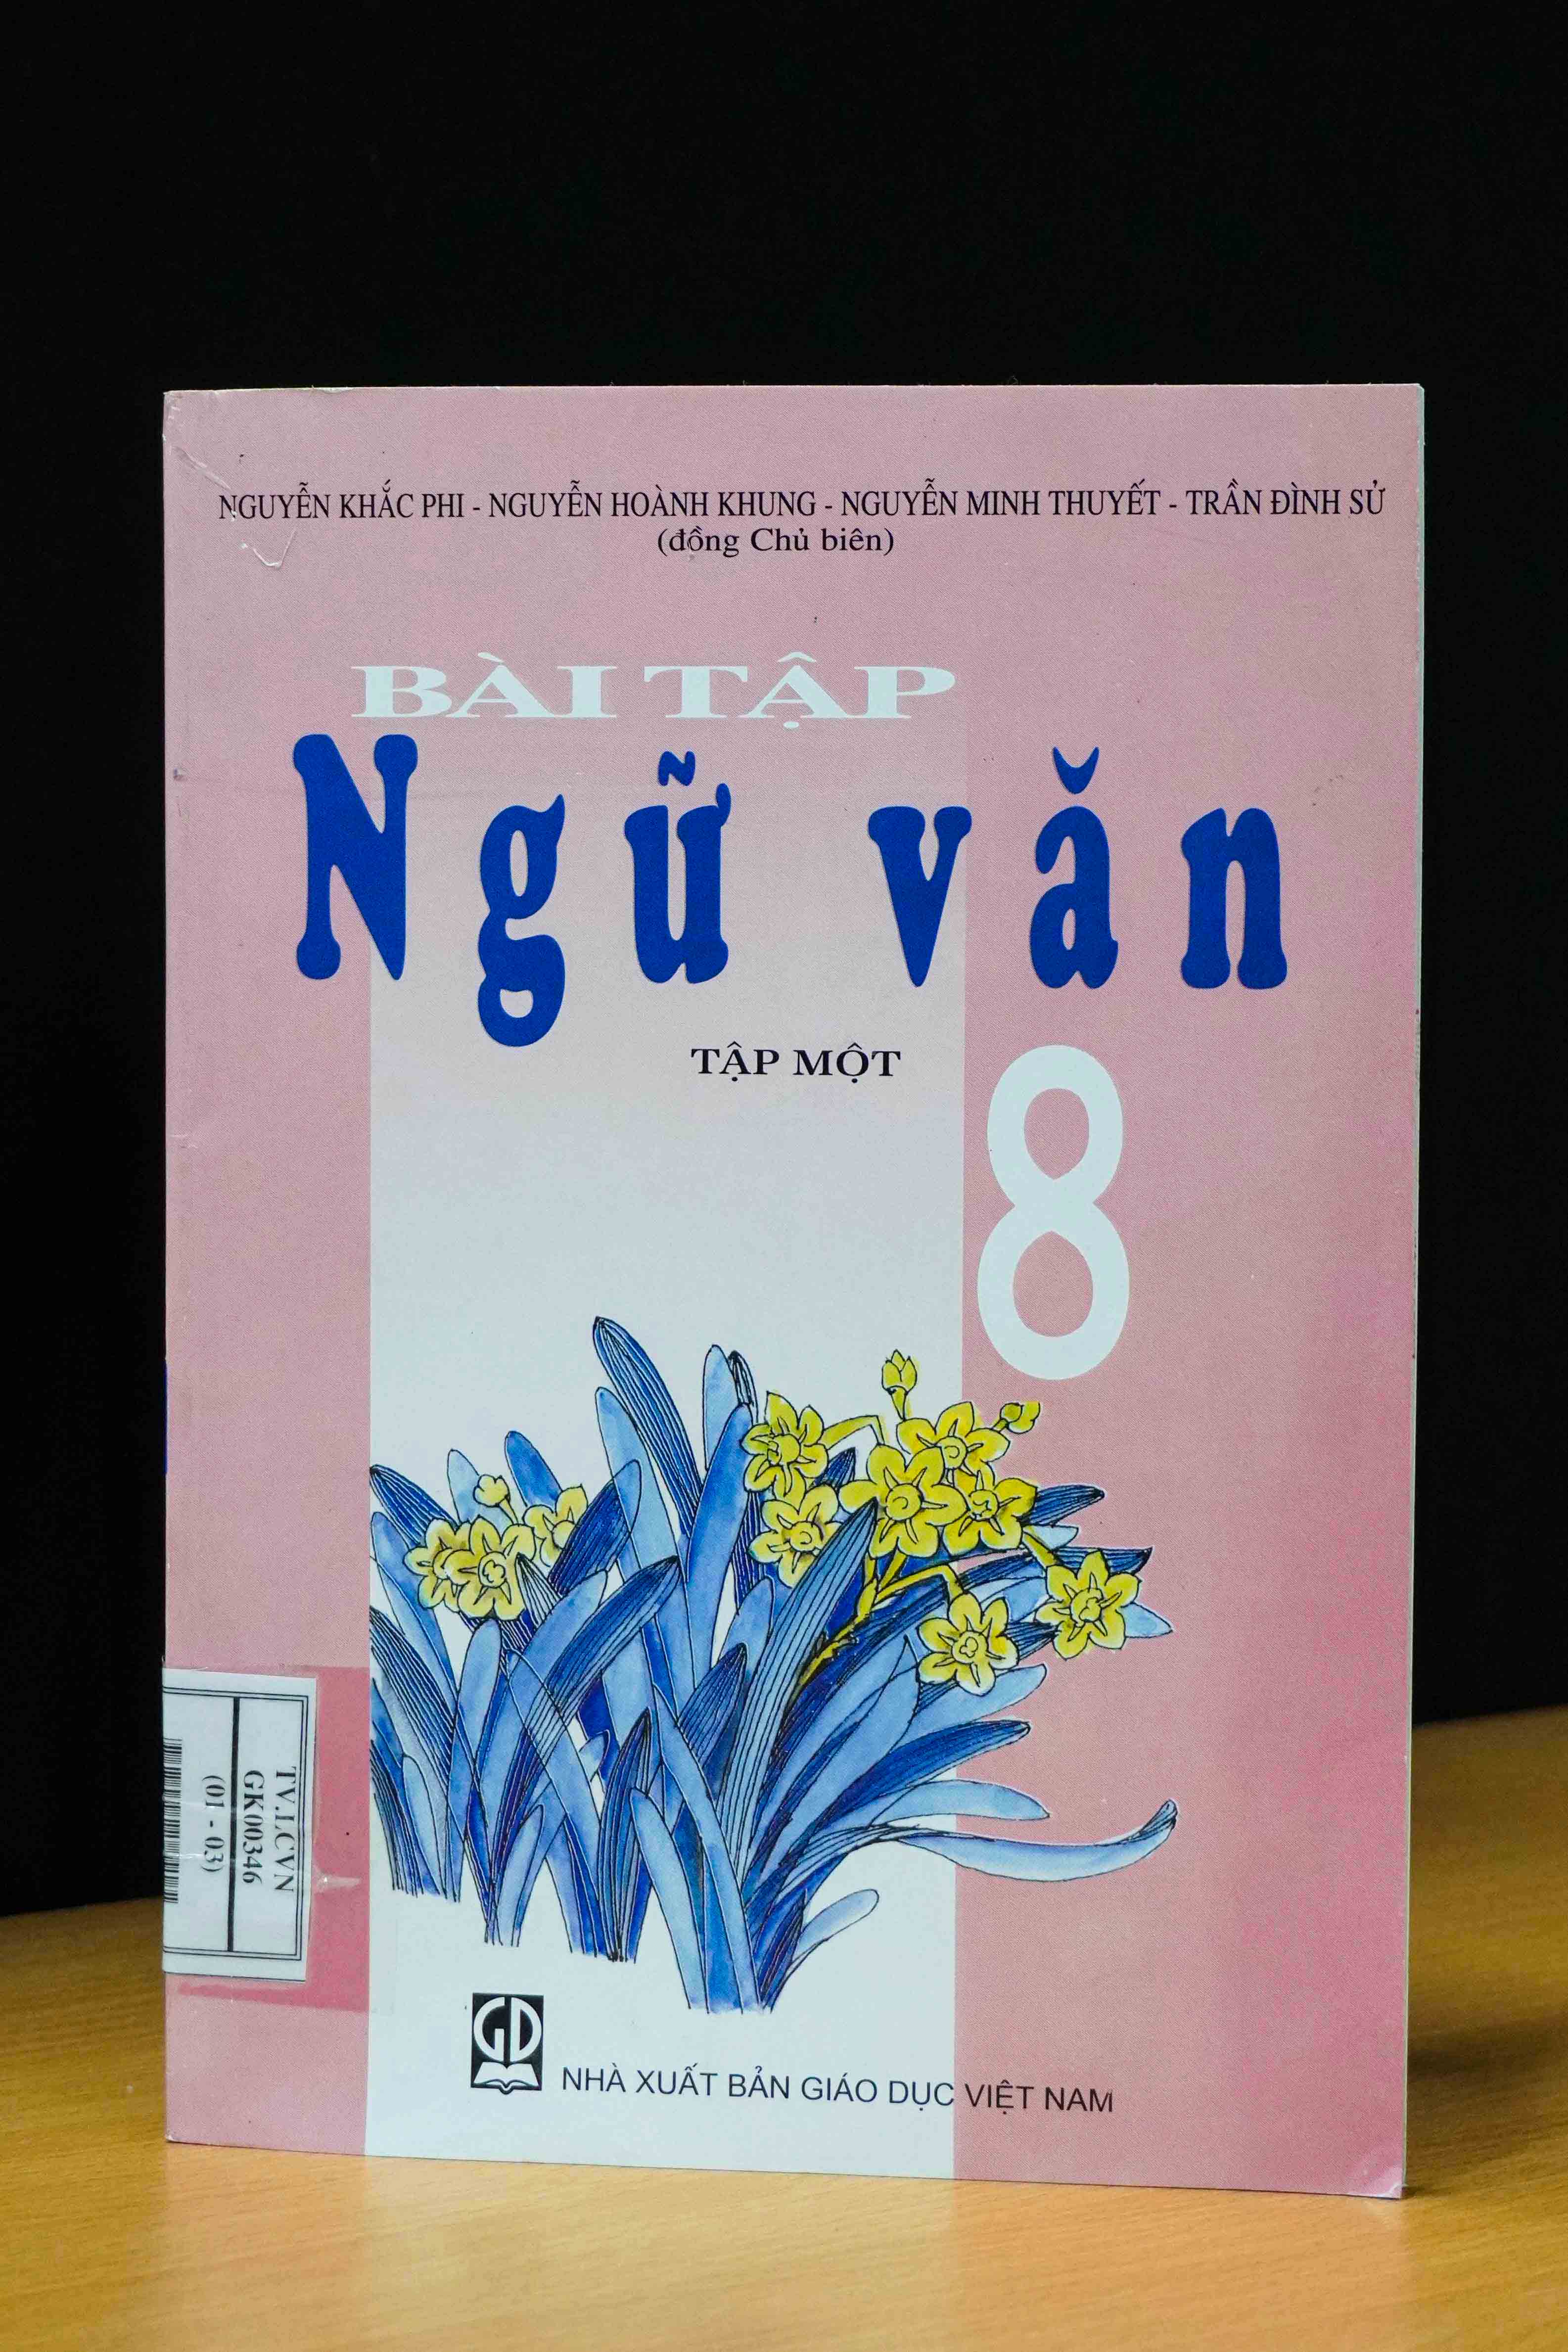 NGUYỄN KHẮC PHI - NGUYỄN HOÀNH KHUNG - NGUYỄN MINH THUYẾT - TRẦN ĐÌNH SỬ
(đồng Chủ biên)
BÀI TẬP
Ngữ văn
TẬP MỘT
8
TV.LCVN
GK00346
(01 - 03)
GD
NHÀ XUẤT BẢN GIÁO DỤC VIỆT NAM